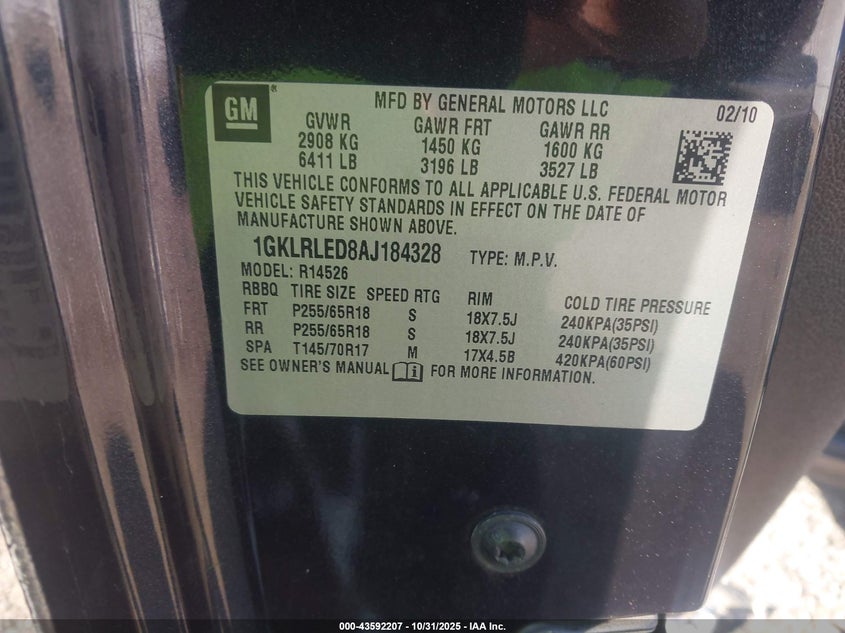 GM ®
MFD BY GENERAL MOTORS LLC 02/10
GVWR GAWR FRT GAWR RR
2908 KG 1450 KG 1600 KG
6411 LB 3196 LB 3527 LB
THIS VEHICLE CONFORMS TO ALL APPLICABLE U.S. FEDERAL MOTOR
VEHICLE SAFETY STANDARDS IN EFFECT ON THE DATE OF
MANUFACTURE SHOWN ABOVE.
1GKLRLED8AJ184328 TYPE: M.P.V.
MODEL: R14526
RBBQ TIRE SIZE SPEED RTG RIM COLD TIRE PRESSURE
FRT P255/65R18 S 18X7.5J 240KPA(35PSI)
RR P255/65R18 S 18X7.5J 240KPA(35PSI)
SPA T145/70R17 M 17X4.5B 420KPA(60PSI)
SEE OWNER'S MANUAL i FOR MORE INFORMATION.
000-43592207 - 10/31/2025 - IAA Inc.